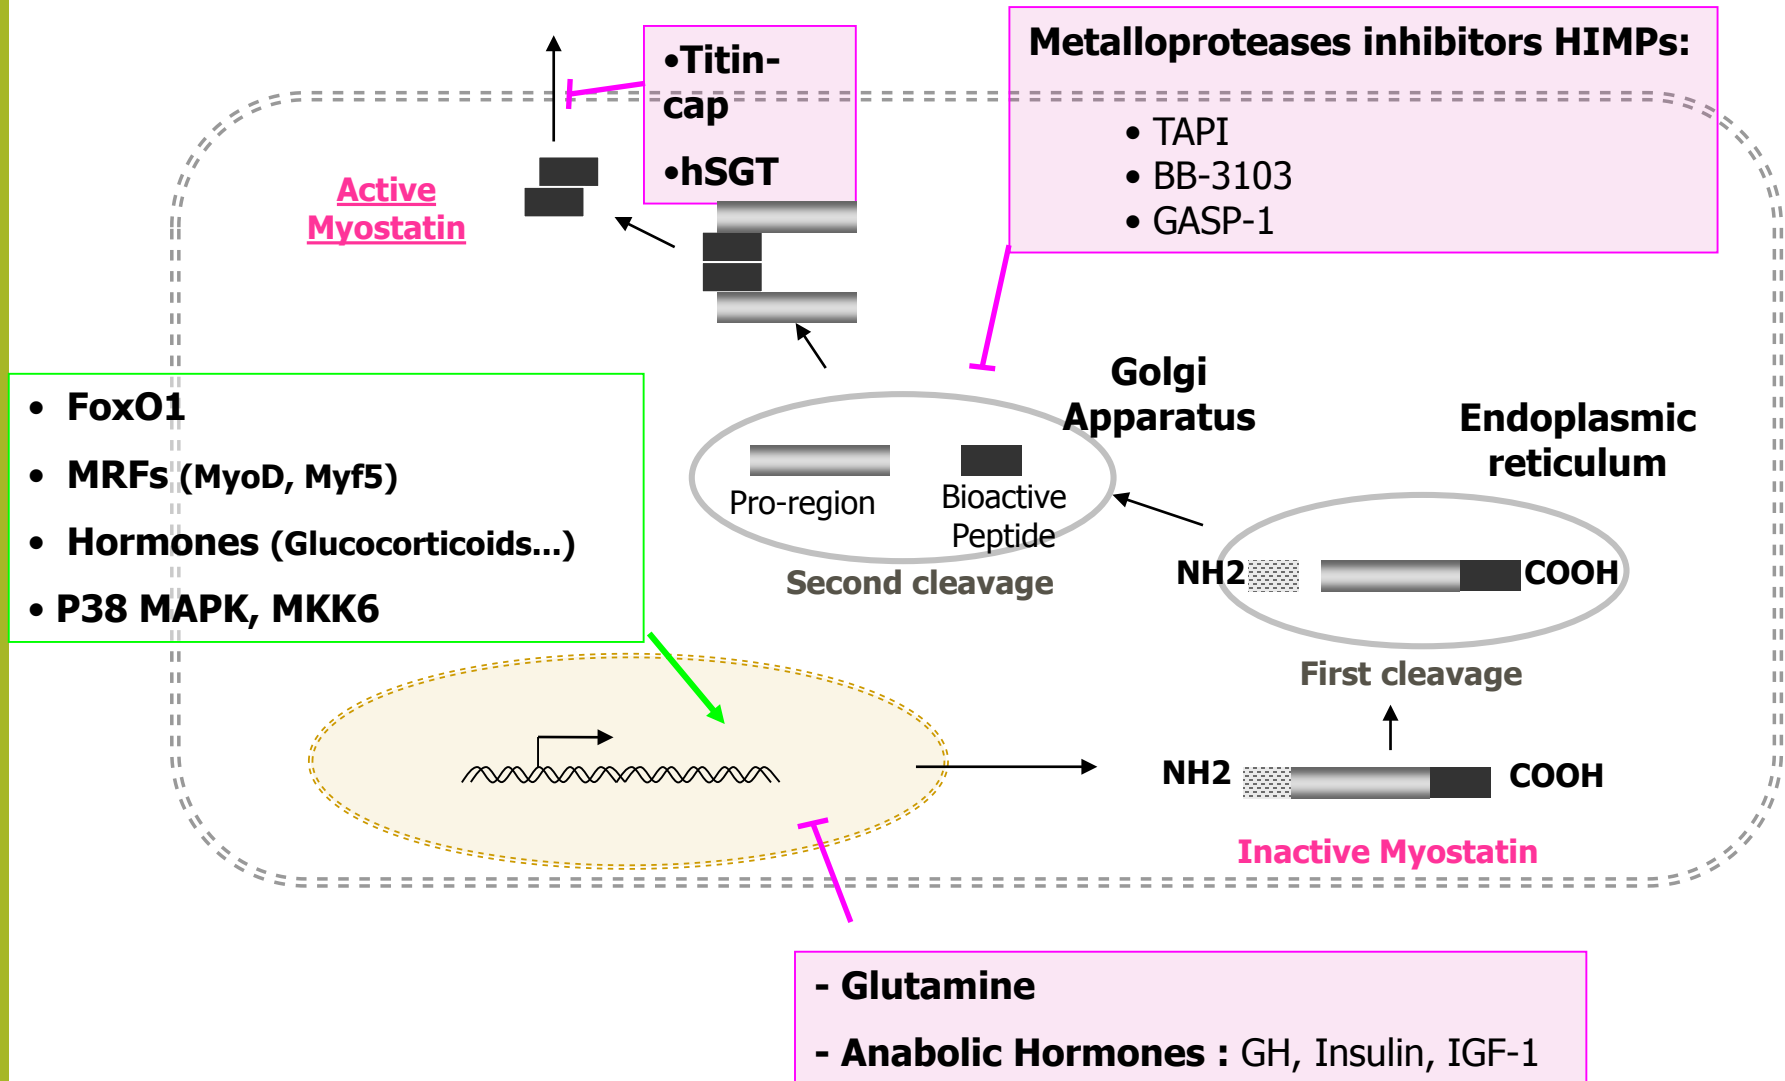 •Titin-
cap
•hSGT
Metalloproteases inhibitors HIMPs:
• TAPI
• BB-3103
• GASP-1
Active
Myostatin
Golgi
Apparatus
Endoplasmic
reticulum
• FoxO1
• MRFs (MyoD, Myf5)
• Hormones (Glucocorticoids...)
• P38 MAPK, MKK6
Pro-region
Bioactive
Peptide
Second cleavage
NH2
COOH
First cleavage
NH2
COOH
Inactive Myostatin
- Glutamine
- Anabolic Hormones : GH, Insulin, IGF-1